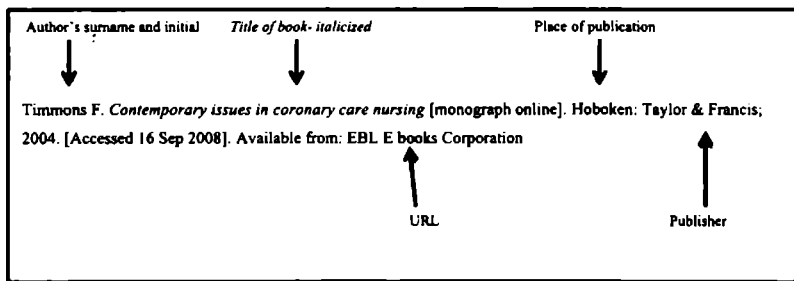 Author's surname and initial Title of book- italicized Place of publication
Timmons F. Contemporary issues in coronary care nursing [monograph online]. Hoboken: Taylor & Francis;
2004. [Accessed 16 Sep 2008]. Available from: EBL E books Corporation
URL Publisher